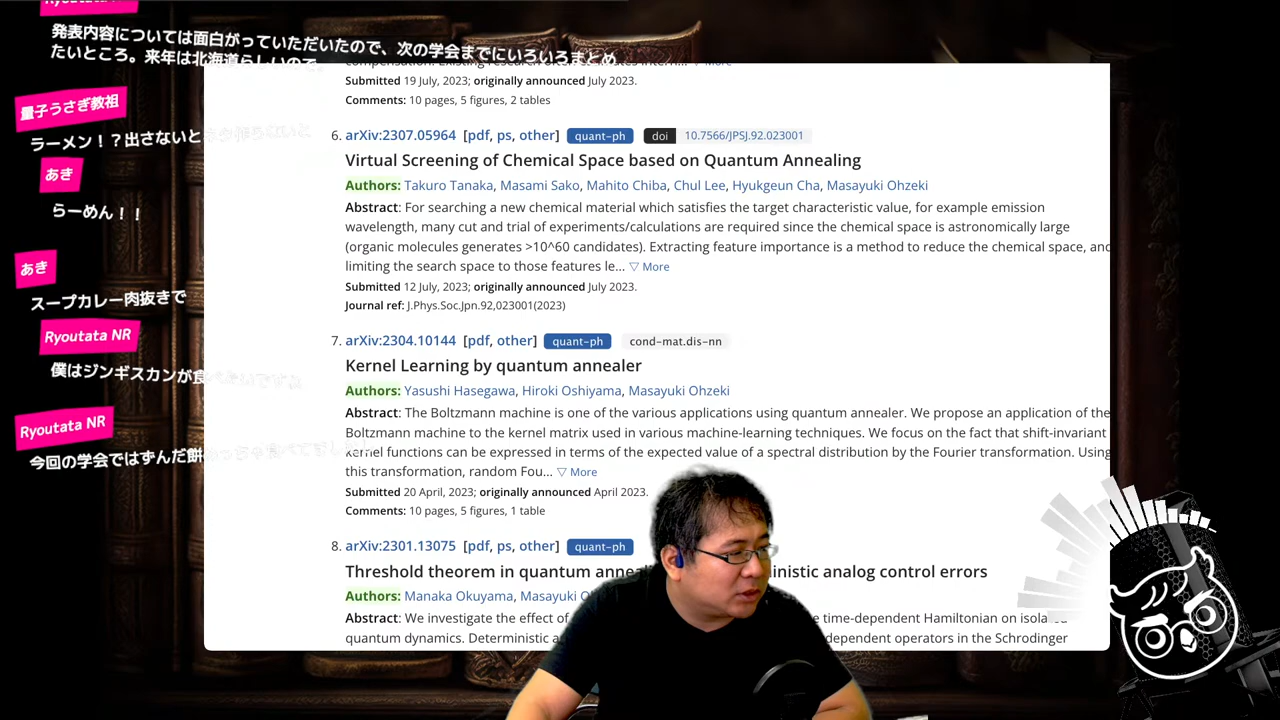 Ryoutata NR
発表内容については面白がっていただいたので、次の学会までにいろいろまとめ
たいところ。来年は北海道らしいので、
量子うさぎ教祖
ラーメン！？出さないと
あき
らーめん！！
あき
スープカレー肉抜きで
Ryoutata NR
僕はジンギスカンが食べたいですね
Ryoutata NR
今回の学会ではずんだ餅
Submitted 19 July, 2023; originally announced July 2023.
Comments: 10 pages, 5 figures, 2 tables
6. arXiv:2307.05964 [pdf, ps, other] quant-ph doi 10.7566/JPSJ.92.023001
Virtual Screening of Chemical Space based on Quantum Annealing
Authors: Takuro Tanaka, Masami Sako, Mahito Chiba, Chul Lee, Hyukgeun Cha, Masayuki Ohzeki
Abstract: For searching a new chemical material which satisfies the target characteristic value, for example emission
wavelength, many cut and trial of experiments/calculations are required since the chemical space is astronomically large
(organic molecules generates >10^60 candidates). Extracting feature importance is a method to reduce the chemical space, and
limiting the search space to those features le... ▽ More
Submitted 12 July, 2023; originally announced July 2023.
Journal ref: J.Phys.Soc.Jpn.92,023001(2023)
7. arXiv:2304.10144 [pdf, other] quant-ph cond-mat.dis-nn
Kernel Learning by quantum annealer
Authors: Yasushi Hasegawa, Hiroki Oshiyama, Masayuki Ohzeki
Abstract: The Boltzmann machine is one of the various applications using quantum annealer. We propose an application of the
Boltzmann machine to the kernel matrix used in various machine-learning techniques. We focus on the fact that shift-invariant
kernel functions can be expressed in terms of the expected value of a spectral distribution by the Fourier transformation. Using
this transformation, random Fou... ▽ More
Submitted 20 April, 2023; originally announced April 2023.
Comments: 10 pages, 5 figures, 1 table
8. arXiv:2301.13075 [pdf, ps, other] quant-ph
Threshold theorem in quantum annea inistic analog control errors
Authors: Manaka Okuyama, Masayuki O
Abstract: We investigate the effect of time-dependent Hamiltonian on isolated
quantum dynamics. Deterministic dependent operators in the Schrodinger